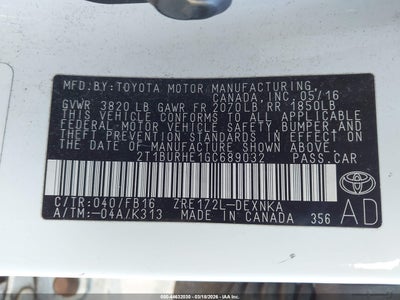 MFD.BY:TOYOTA MOTOR MANUFACTURING,
CANADA, INC. 05/16
GVWR 3820 LB GAWR FR 2070LB RR 1850LB
THIS VEHICLE CONFORMS TO ALL APPLICABLE
FEDERAL MOTOR VEHICLE SAFETY, BUMPER AND
THEFT PREVENTION STANDARDS IN EFFECT ON
THE DATE OF MANUFACTURE SHOWN ABOVE.
2T1BURHE1GC689032 PASS.CAR
C/TR:040/FB16 ZRE172L-DEXNKA
A/TM:-04A/K313 MADE IN CANADA 356
TOYOTA
AD